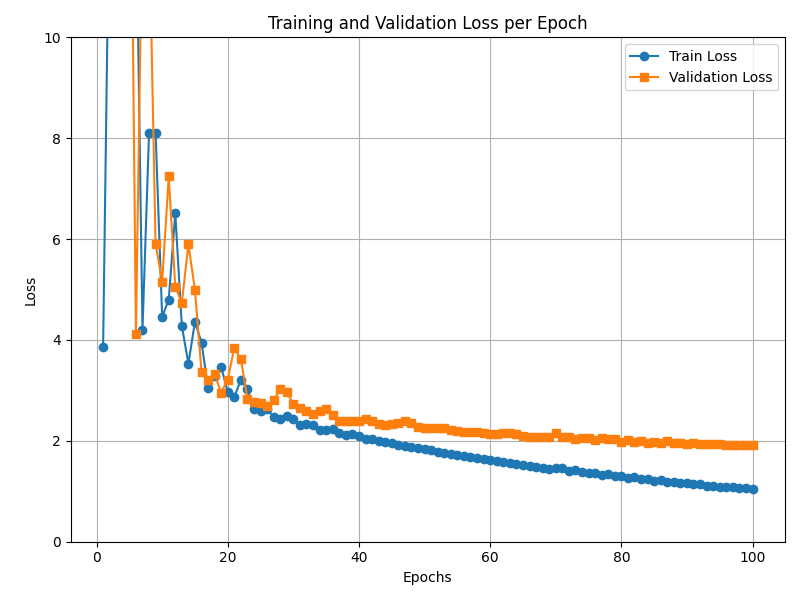 Training and Validation Loss per Epoch
Train Loss
Validation Loss
Loss
10
8
6
4
2
0
0 20 40 60 80 100
Epochs